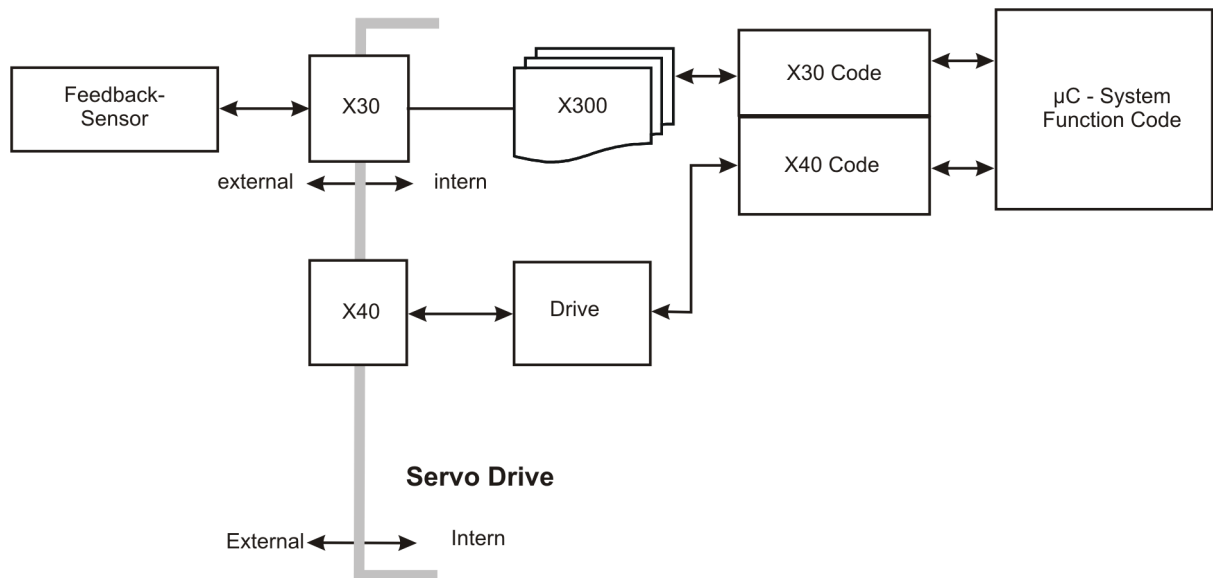 Feedback-
Sensor
X30
X300
X30 Code
µC - System
Function Code
X40 Code
external
intern
X40
Drive
Servo Drive
External
Intern